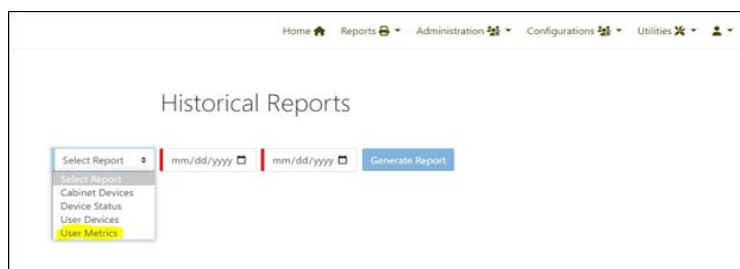 Home Reports Administration Configurations Utilities
Historical Reports
Select Report mm/dd/yyyy mm/dd/yyyy Generate Report
Select Report
Cabinet Devices
Device Status
User Devices
User Metrics